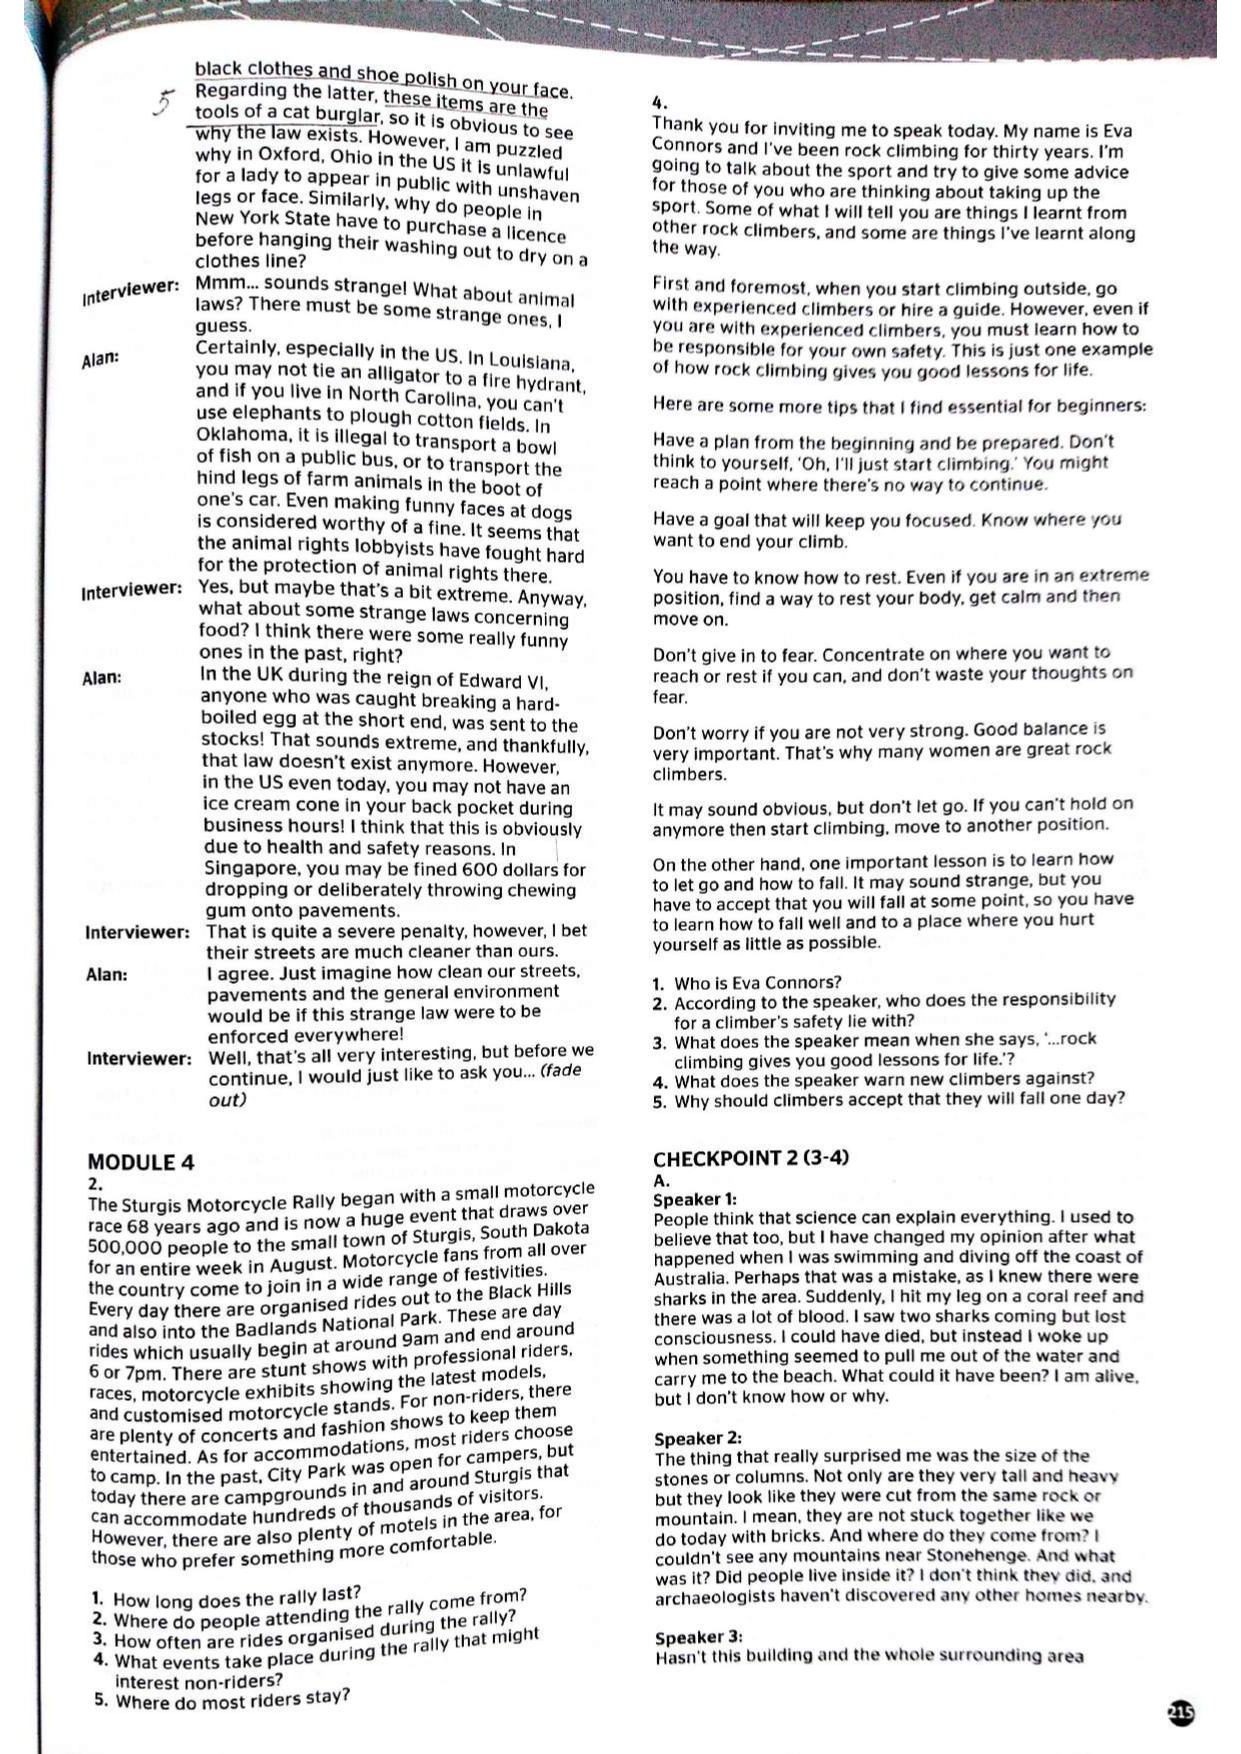 black clothes and shoe polish on your face.
5
Regarding the latter, these items are the
tools of a cat burglar, so it is obvious to see
why the law exists. However, I am puzzled
why in Oxford, Ohio in the US it is unlawful
for a lady to appear in public with unshaven
legs or face. Similarly, why do people in
New York State have to purchase a licence
before hanging their washing out to dry on a
clothes line?
Interviewer: Mmm... sounds strange! What about animal
laws? There must be some strange ones, I
guess.
Alan: Certainly, especially in the US. In Louisiana,
you may not tie an alligator to a fire hydrant,
and if you live in North Carolina, you can't
use elephants to plough cotton fields. In
Oklahoma, it is illegal to transport a bowl
of fish on a public bus, or to transport the
hind legs of farm animals in the boot of
one's car. Even making funny faces at dogs
is considered worthy of a fine. It seems that
the animal rights lobbyists have fought hard
for the protection of animal rights there.
Interviewer: Yes, but maybe that's a bit extreme. Anyway,
what about some strange laws concerning
food? I think there were some really funny
ones in the past, right?
Alan: In the UK during the reign of Edward VI,
anyone who was caught breaking a hard-
boiled egg at the short end, was sent to the
stocks! That sounds extreme, and thankfully,
that law doesn't exist anymore. However,
in the US even today, you may not have an
ice cream cone in your back pocket during
business hours! I think that this is obviously
due to health and safety reasons. In
Singapore, you may be fined 600 dollars for
dropping or deliberately throwing chewing
gum onto pavements.
Interviewer: That is quite a severe penalty, however, I bet
their streets are much cleaner than ours.
Alan: I agree. Just imagine how clean our streets,
pavements and the general environment
would be if this strange law were to be
enforced everywhere!
Interviewer: Well, that's all very interesting, but before we
continue, I would just like to ask you... (fade
out)
MODULE 4
2.
The Sturgis Motorcycle Rally began with a small motorcycle
race 68 years ago and is now a huge event that draws over
500,000 people to the small town of Sturgis, South Dakota
for an entire week in August. Motorcycle fans from all over
the country come to join in a wide range of festivities.
Every day there are organised rides out to the Black Hills
and also into the Badlands National Park. These are day
rides which usually begin at around 9am and end around
6 or 7pm. There are stunt shows with professional riders,
races, motorcycle exhibits showing the latest models,
and customised motorcycle stands. For non-riders, there
are plenty of concerts and fashion shows to keep them
entertained. As for accommodations, most riders choose
to camp. In the past, City Park was open for campers, but
today there are campgrounds in and around Sturgis that
can accommodate hundreds of thousands of visitors.
However, there are also plenty of motels in the area, for
those who prefer something more comfortable.
1. How long does the rally last?
2. Where do people attending the rally come from?
3. How often are rides organised during the rally?
4. What events take place during the rally that might
interest non-riders?
5. Where do most riders stay?
4.
Thank you for inviting me to speak today. My name is Eva
Connors and I've been rock climbing for thirty years. I'm
going to talk about the sport and try to give some advice
for those of you who are thinking about taking up the
sport. Some of what I will tell you are things I learnt from
other rock climbers, and some are things I've learnt along
the way.
First and foremost, when you start climbing outside, go
with experienced climbers or hire a guide. However, even if
you are with experienced climbers, you must learn how to
be responsible for your own safety. This is just one example
of how rock climbing gives you good lessons for life.
Here are some more tips that I find essential for beginners:
Have a plan from the beginning and be prepared. Don't
think to yourself, 'Oh, I'll just start climbing.' You might
reach a point where there's no way to continue.
Have a goal that will keep you focused. Know where you
want to end your climb.
You have to know how to rest. Even if you are in an extreme
position, find a way to rest your body, get calm and then
move on.
Don't give in to fear. Concentrate on where you want to
reach or rest if you can, and don't waste your thoughts on
fear.
Don't worry if you are not very strong. Good balance is
very important. That's why many women are great rock
climbers.
It may sound obvious, but don't let go. If you can't hold on
anymore then start climbing, move to another position.
On the other hand, one important lesson is to learn how
to let go and how to fall. It may sound strange, but you
have to accept that you will fall at some point, so you have
to learn how to fall well and to a place where you hurt
yourself as little as possible.
1. Who is Eva Connors?
2. According to the speaker, who does the responsibility
for a climber's safety lie with?
3. What does the speaker mean when she says, '...rock
climbing gives you good lessons for life.'?
4. What does the speaker warn new climbers against?
5. Why should climbers accept that they will fall one day?
CHECKPOINT 2 (3-4)
A.
Speaker 1:
People think that science can explain everything. I used to
believe that too, but I have changed my opinion after what
happened when I was swimming and diving off the coast of
Australia. Perhaps that was a mistake, as I knew there were
sharks in the area. Suddenly, I hit my leg on a coral reef and
there was a lot of blood. I saw two sharks coming but lost
consciousness. I could have died, but instead I woke up
when something seemed to pull me out of the water and
carry me to the beach. What could it have been? I am alive,
but I don't know how or why.
Speaker 2:
The thing that really surprised me was the size of the
stones or columns. Not only are they very tall and heavy
but they look like they were cut from the same rock or
mountain. I mean, they are not stuck together like we
do today with bricks. And where do they come from? I
couldn't see any mountains near Stonehenge. And what
was it? Did people live inside it? I don't think they did, and
archaeologists haven't discovered any other homes nearby.
Speaker 3:
Hasn't this building and the whole surrounding area
215